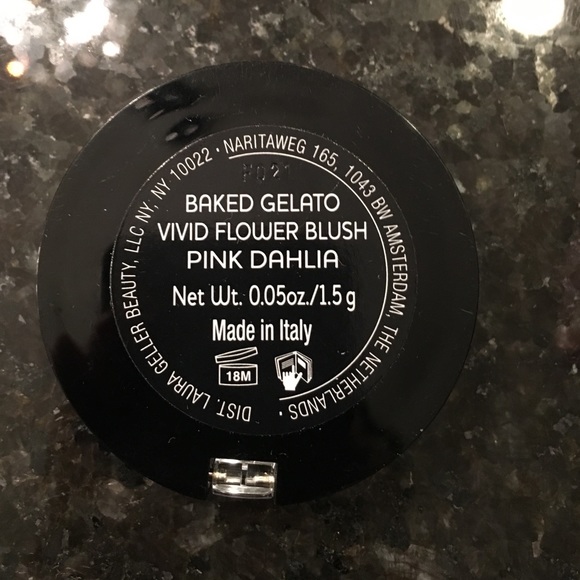 DIST. LAURA GELLER BEAUTY, LLC NY, NY 10022 · NARITAWEG 165, 1043 BW AMSTERDAM, THE NETHERLANDS ·
BAKED GELATO
VIVID FLOWER BLUSH
PINK DAHLIA
Net Wt. 0.05oz./1.5 g
Made in Italy
18M